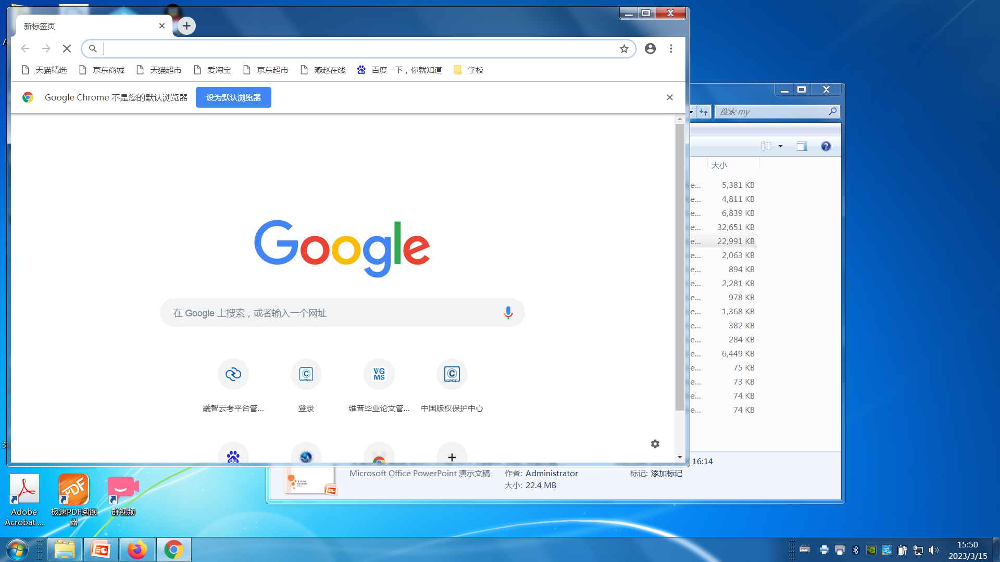 新标签页
天猫精选
京东商城
天猫超市
爱淘宝
京东超市
燕赵在线
百度一下，你就知道
学校
Google Chrome 不是您的默认浏览器
设为默认浏览器
搜索 my
大小
e... 5,381 KB
e... 4,811 KB
e... 6,839 KB
e... 32,651 KB
e... 22,991 KB
e... 2,063 KB
e... 894 KB
e... 2,281 KB
e... 978 KB
e... 1,368 KB
e... 382 KB
e... 284 KB
e... 6,449 KB
e... 75 KB
e... 73 KB
e... 74 KB
e... 74 KB
Google
在 Google 上搜索，或者输入一个网址
CPCC
VG
MS
融智云考平台管...
登录
维普毕业论文管...
中国版权保护中心
du
16:14
Microsoft Office PowerPoint 演示文稿
作者: Administrator
标记: 添加标记
大小: 22.4 MB
Adobe
Acrobat ...
PDF
极速PDF阅读
器
群视频
15:50
2023/3/15